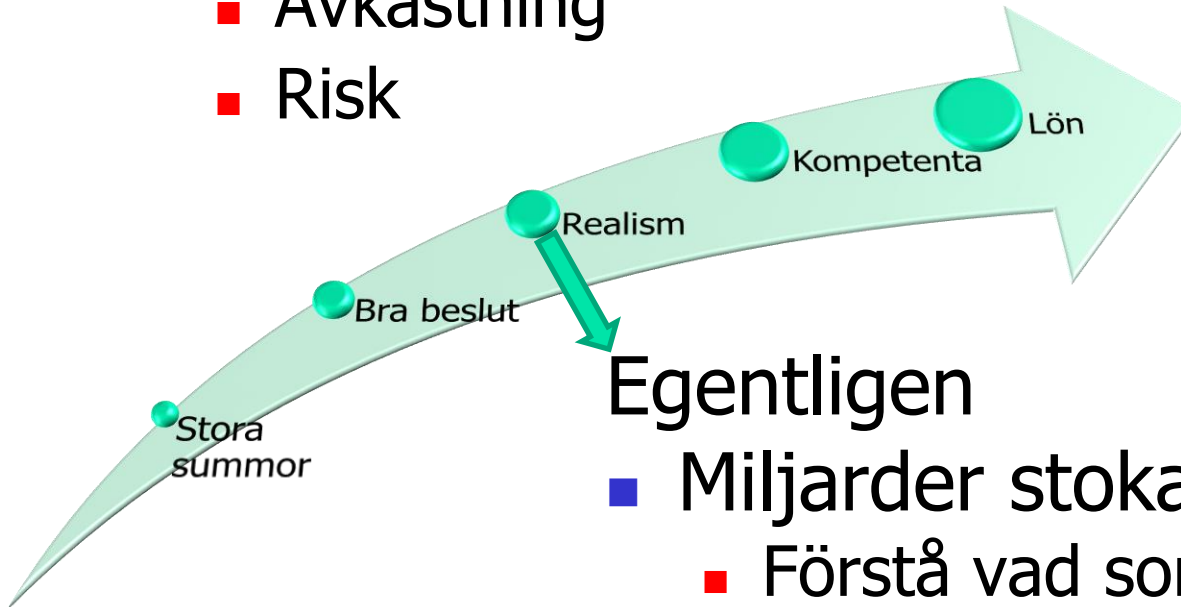 Avkastning
Risk
Lön
Kompetenta
Realism
Bra beslut
Stora
summor
Egentligen
Miljarder
Förstå vad